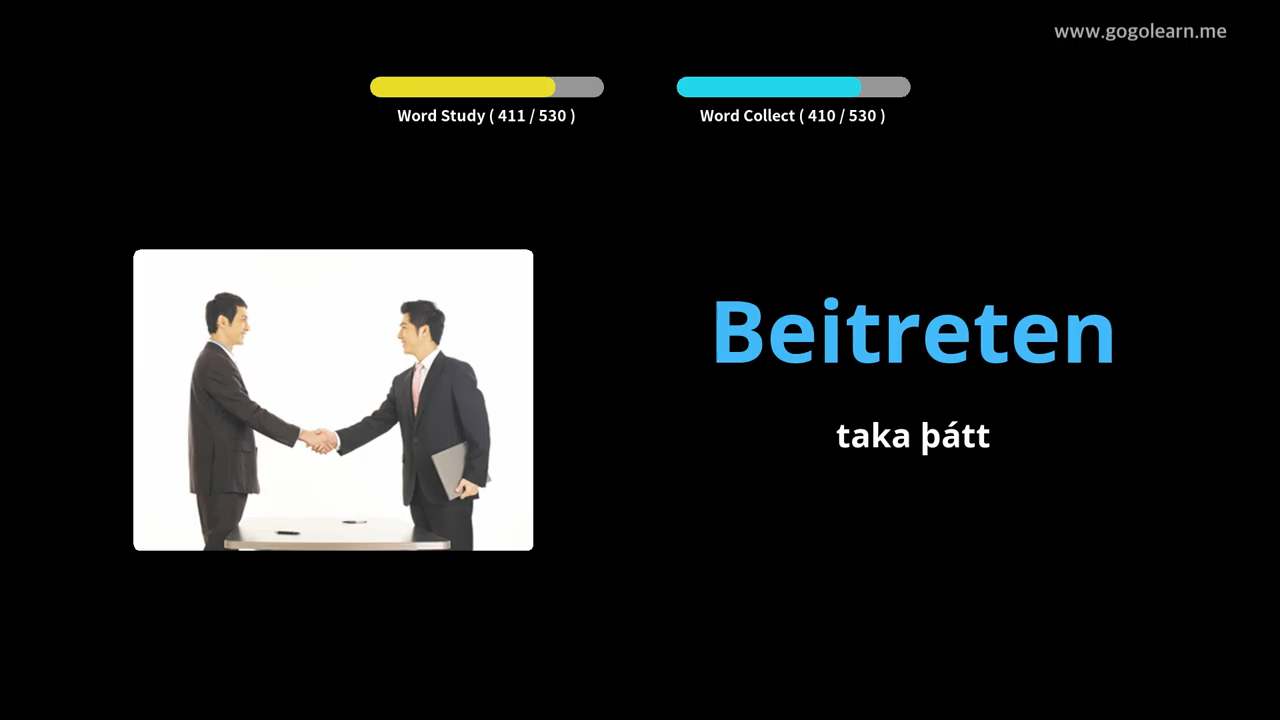 www.gogolearn.me
Word Study ( 411 / 530 )
Word Collect ( 410 / 530 )
Beitreten
taka þátt